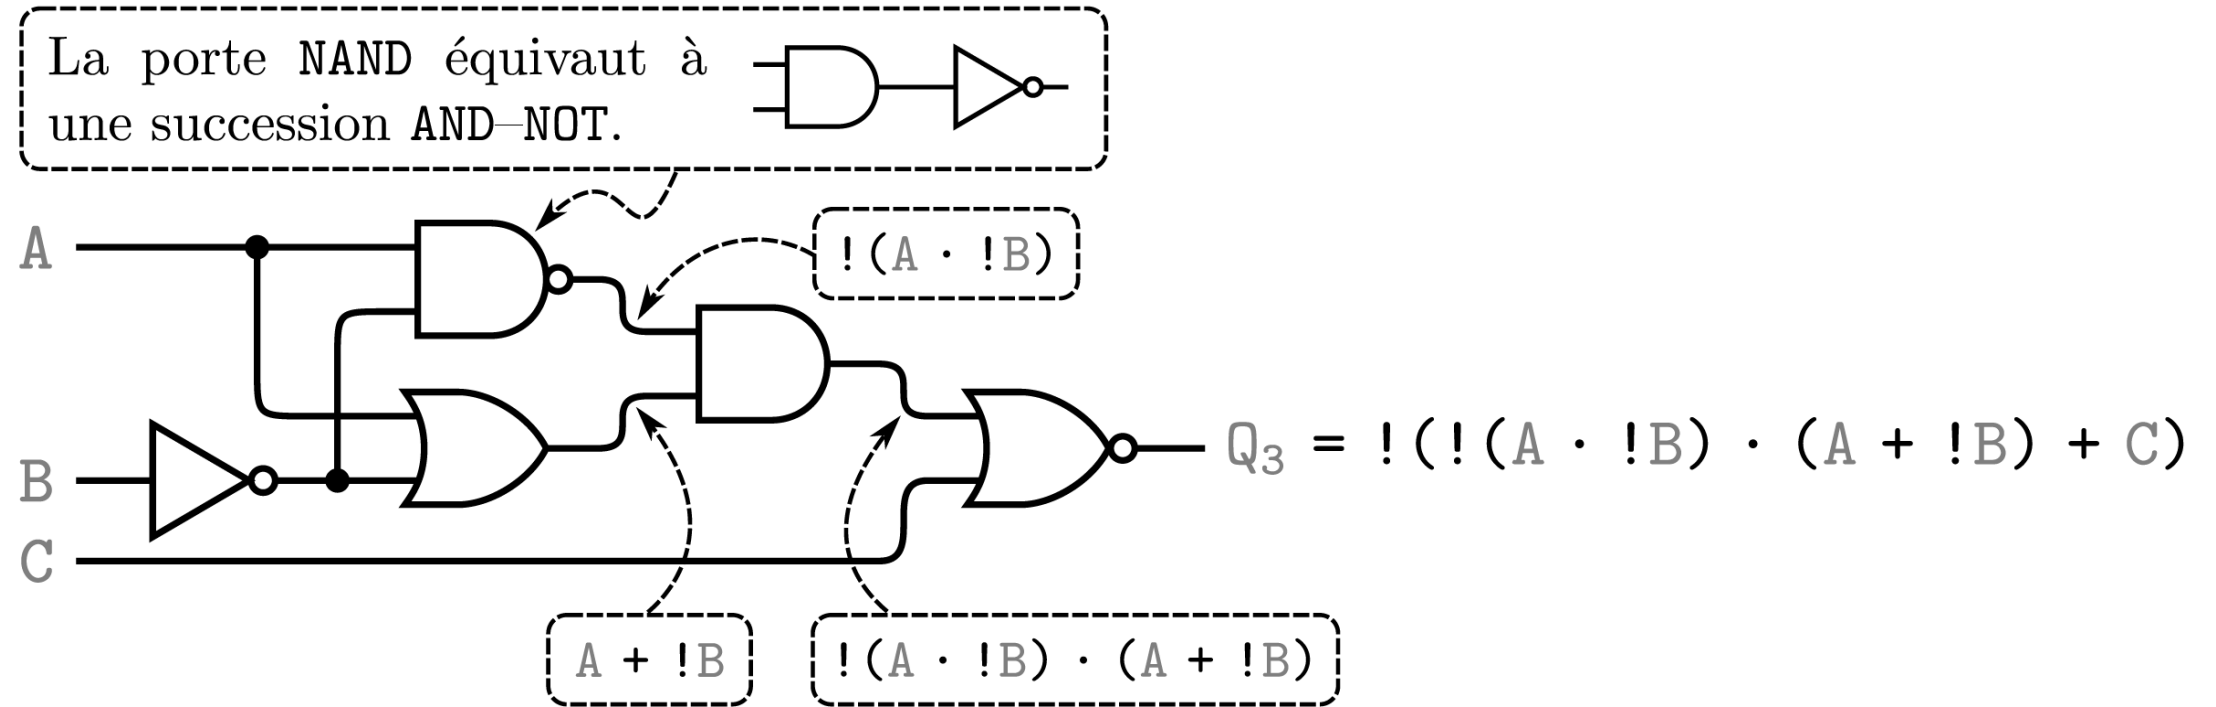 La porte NAND équivaut à
une succession AND–NOT.
A
!(A · !B)
B
Q3 = !(!(A · !B) · (A + !B) + C)
C
A + !B
!(A · !B) · (A + !B)